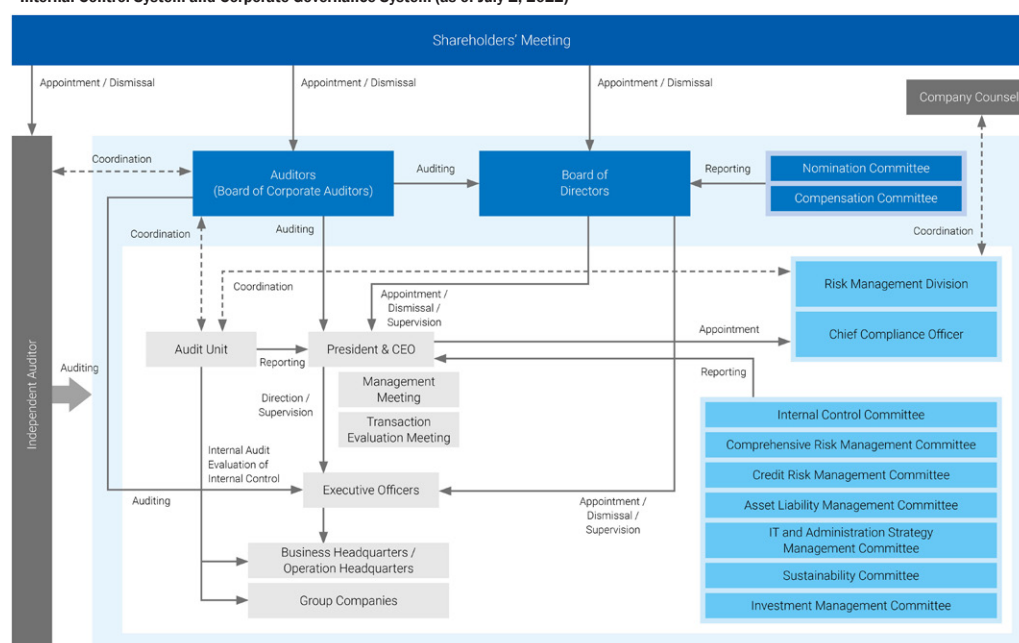 Internal Control System and Corporate Governance System (as of July 2, 2022)
Shareholders' Meeting
Appointment / Dismissal
Appointment / Dismissal
Appointment / Dismissal
Company Counsel
Coordination
Auditors
(Board of Corporate Auditors)
Auditing
Board of
Directors
Reporting
Nomination Committee
Compensation Committee
Coordination
Auditing
Coordination
Coordination
Risk Management Division
Appointment /
Dismissal /
Supervision
Chief Compliance Officer
Appointment
Audit Unit
Reporting
President & CEO
Reporting
Independent Auditor
Auditing
Management
Meeting
Direction /
Supervision
Transaction
Evaluation Meeting
Internal Control Committee
Comprehensive Risk Management Committee
Internal Audit
Evaluation of
Internal Control
Credit Risk Management Committee
Executive Officers
Auditing
Appointment /
Dismissal /
Supervision
Asset Liability Management Committee
IT and Administration Strategy
Management Committee
Business Headquarters /
Operation Headquarters
Sustainability Committee
Group Companies
Investment Management Committee